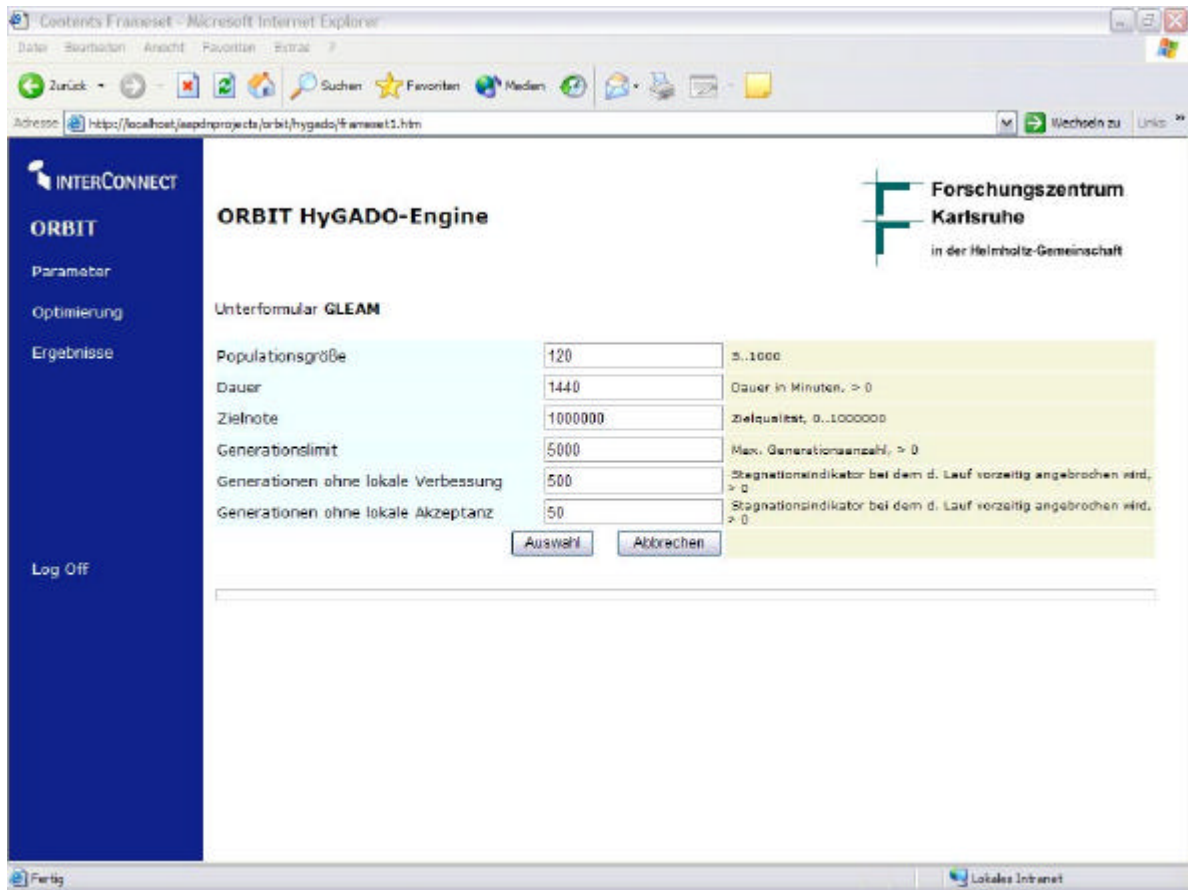 Contents Frameset - Microsoft Internet Explorer
Datei Bearbeiten Ansicht Favoriten Extras ?
Zurück Suchen Favoriten Medien
Adresse http://localhost/aspdnprojects/orbit/hygado/frameset1.htm Wechseln zu Links »
INTERCONNECT
ORBIT
Parameter
Optimierung
Ergebnisse
Log Off
ORBIT HyGADO-Engine
Forschungszentrum
Karlsruhe
in der Helmholtz-Gemeinschaft
Unterformular GLEAM
Populationsgröße 120 5..1000
Dauer 1440 Dauer in Minuten, > 0
Zielnote 1000000 Zielqualität, 0..1000000
Generationslimit 5000 Max. Generationsanzahl, > 0
Generationen ohne lokale Verbessung 500 Stagnationsindikator bei dem d. Lauf vorzeitig angebrochen wird,
> 0
Generationen ohne lokale Akzeptanz 50 Stagnationsindikator bei dem d. Lauf vorzeitig angebrochen wird,
> 0
Auswahl Abbrechen
Fertig Lokales Intranet